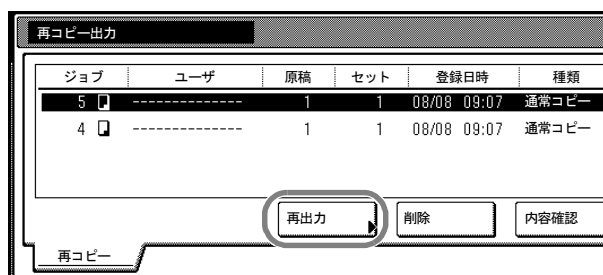 再コピー出力
ジョブ ユーザ 原稿 セット 登録日時 種類
5 -------------- 1 1 08/08 09:07 通常コピー
4 -------------- 1 1 08/08 09:07 通常コピー
再出力 削除 内容確認
再コピー